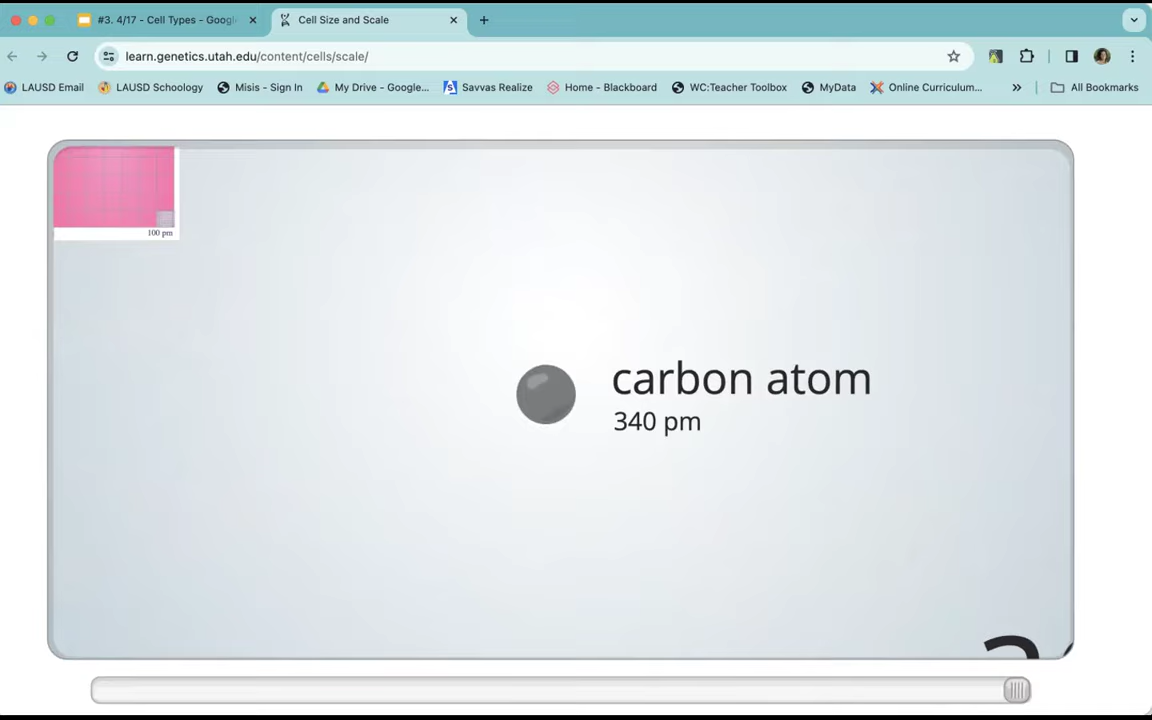 #3. 4/17 - Cell Types - Googl
Cell Size and Scale
learn.genetics.utah.edu/content/cells/scale/
LAUSD Email
LAUSD Schoology
Misis - Sign In
My Drive - Google...
Savvas Realize
Home - Blackboard
WC:Teacher Toolbox
MyData
Online Curriculum...
All Bookmarks
100 pm
carbon atom
340 pm